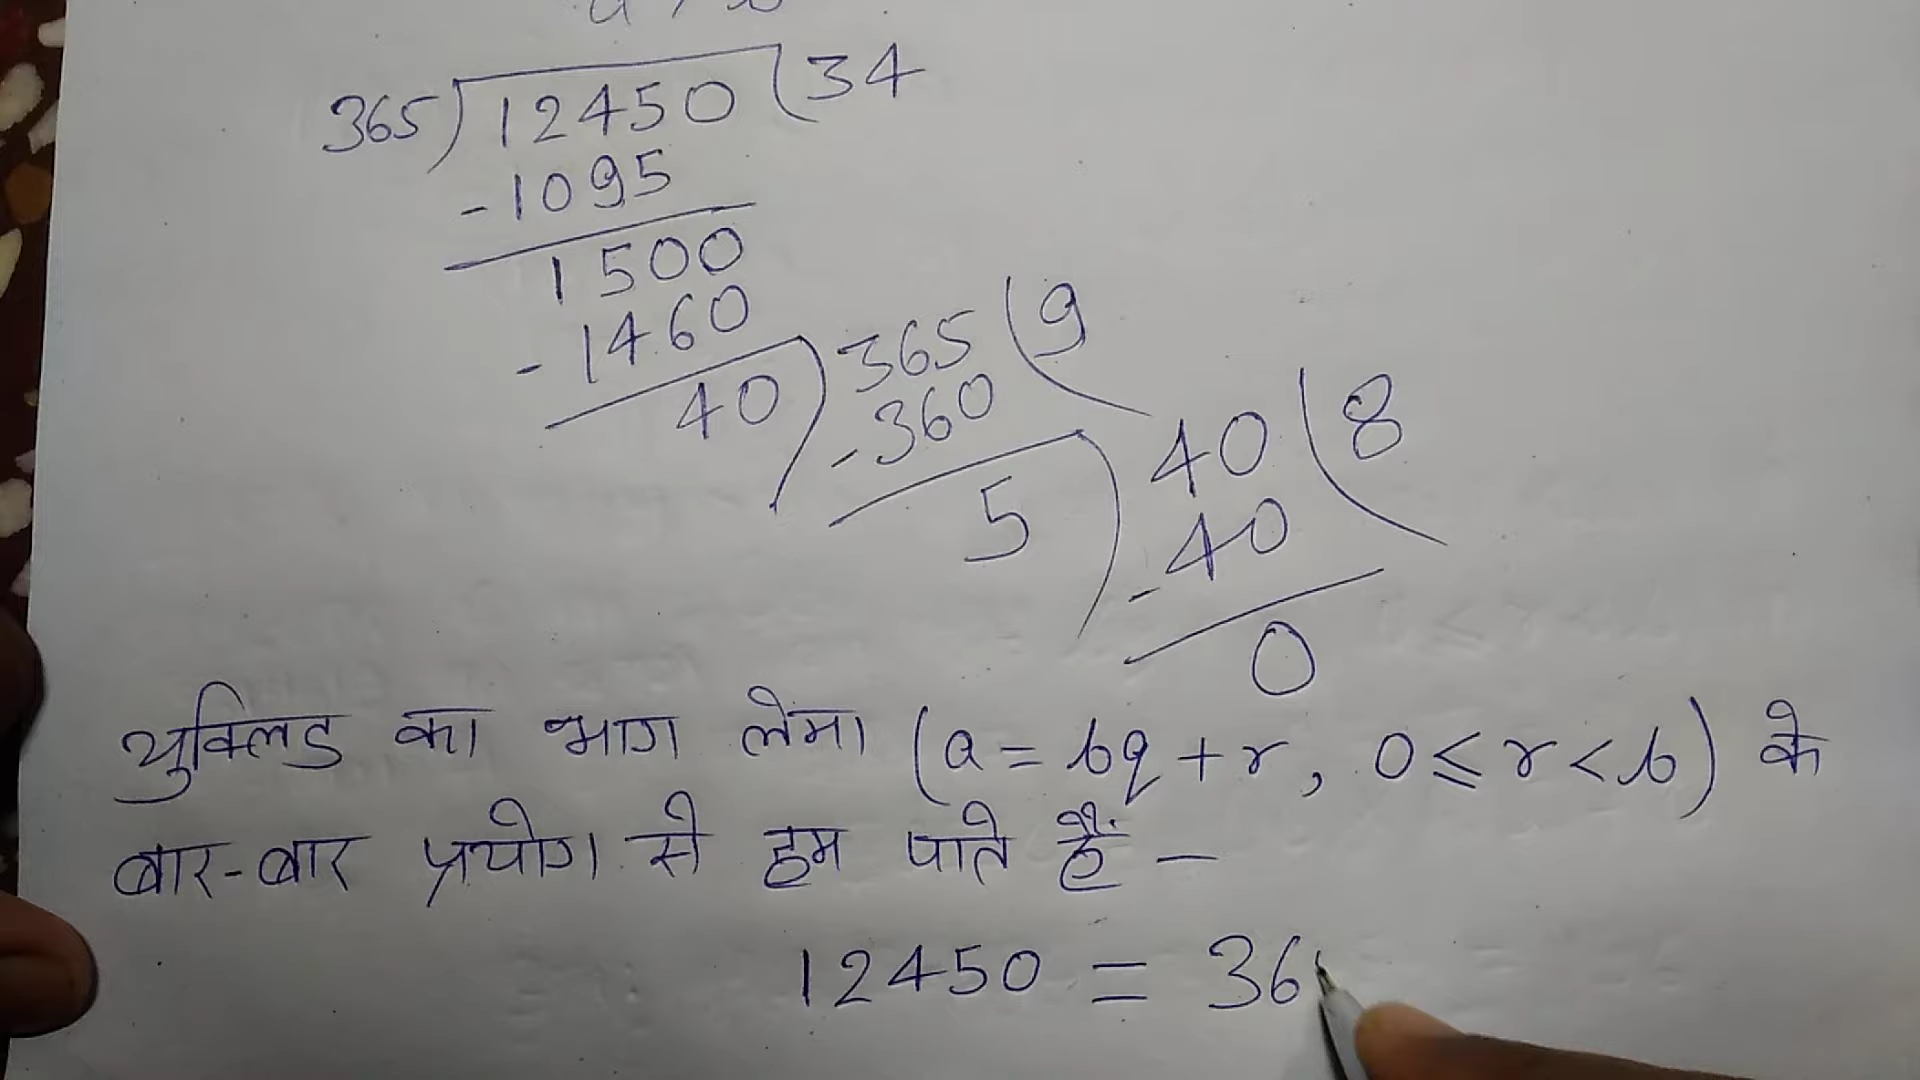 365) 12450 (34
-1095
1500
-1460
40) 365 (9
-360
5) 40 (8
-40
0
युक्लिड का भाग लेमा (a = bq + r, 0 ≤ r < b) के
बार-बार प्रयोग से हम पाते हैं -
12450 = 36